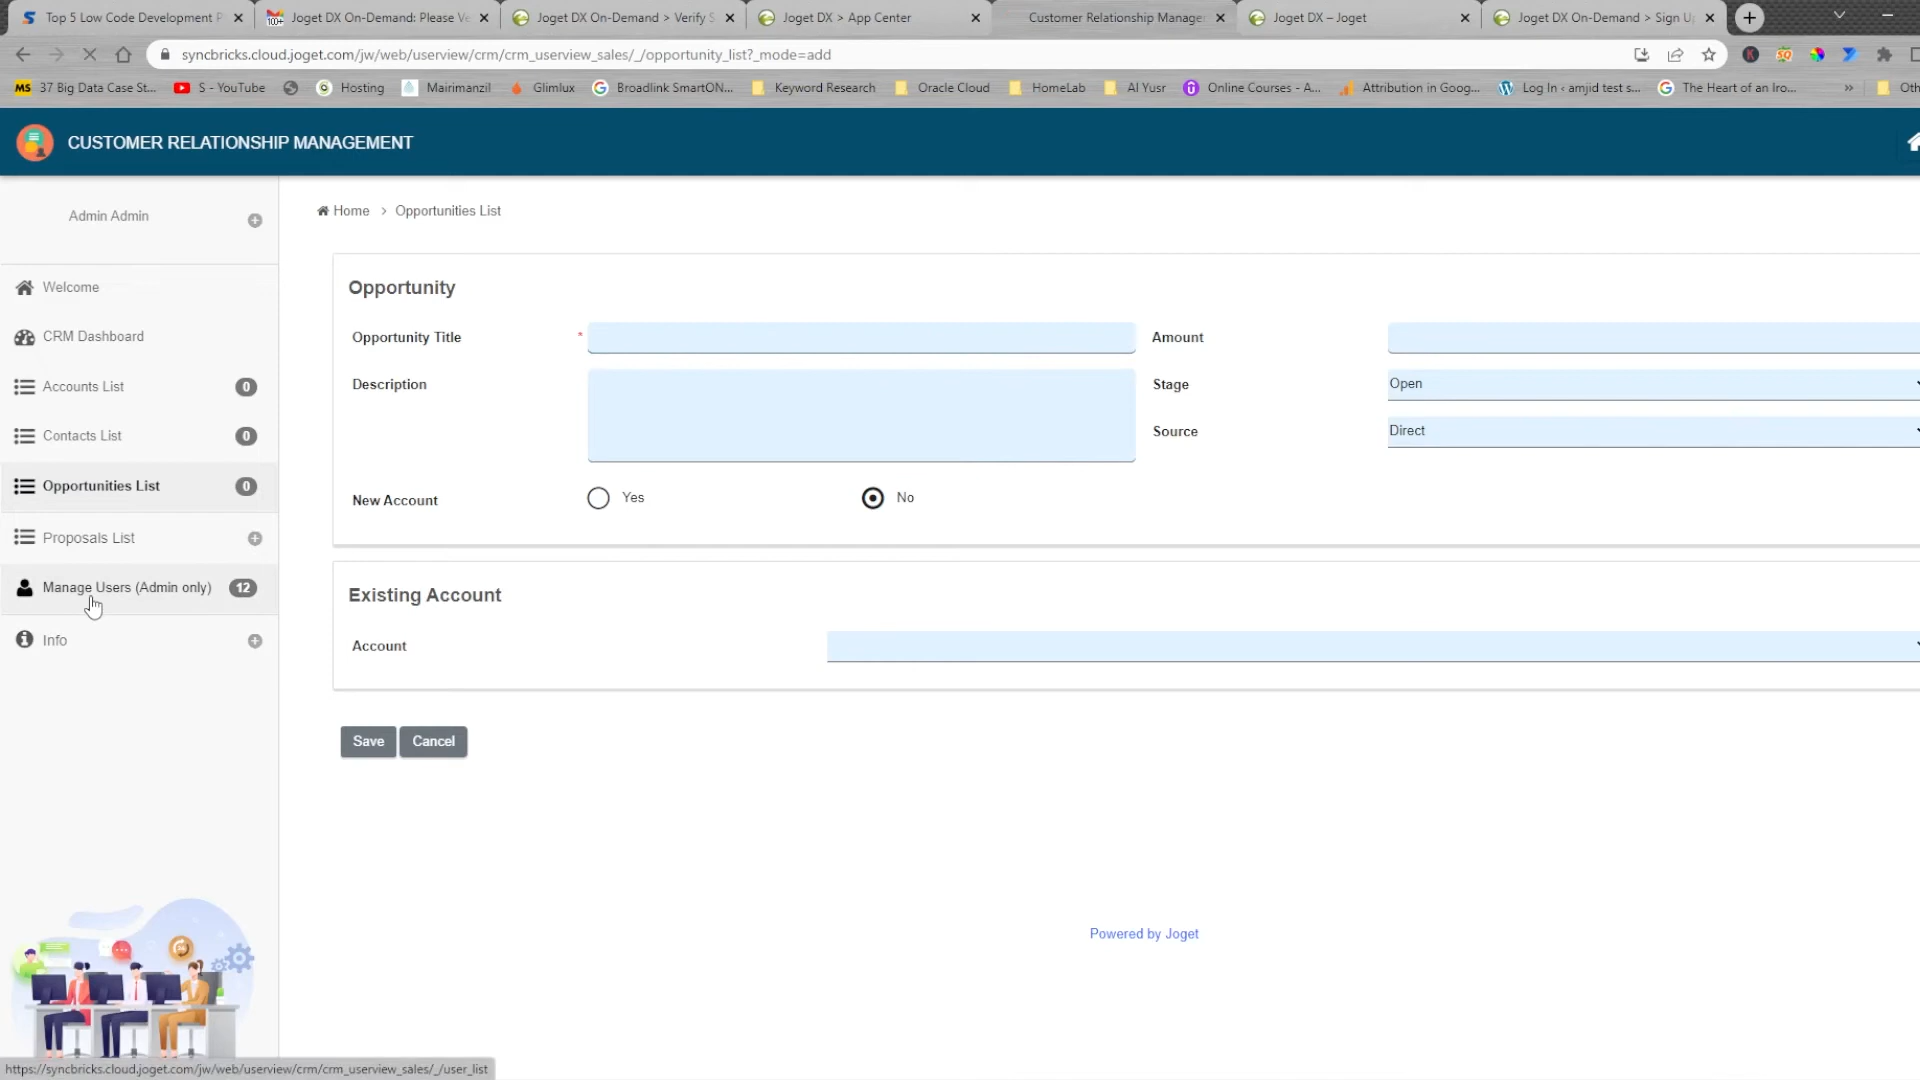 Top 5 Low Code Development P
Joget DX On-Demand: Please Ve
Joget DX On-Demand > Verify S
Joget DX > App Center
Customer Relationship Manage
Joget DX – Joget
Joget DX On-Demand > Sign U
syncbricks.cloud.joget.com/jw/web/userview/crm/crm_userview_sales/_/opportunity_list?_mode=add
MS 37 Big Data Case St...
S - YouTube
Hosting
Mairimanzil
Glimlux
Broadlink SmartON...
Keyword Research
Oracle Cloud
HomeLab
AI Yusr
Online Courses - A...
Attribution in Goog...
Log In ‹ amjid test s...
The Heart of an Iro...
»
Oth
CUSTOMER RELATIONSHIP MANAGEMENT
Admin Admin
Home > Opportunities List
Welcome
CRM Dashboard
Accounts List 0
Contacts List 0
Opportunities List 0
Proposals List
Manage Users (Admin only) 12
Info
Opportunity
Opportunity Title *
Amount
Description
Stage Open
Source Direct
New Account Yes No
Existing Account
Account
Save Cancel
Powered by Joget
https://syncbricks.cloud.joget.com/jw/web/userview/crm/crm_userview_sales/_/user_list